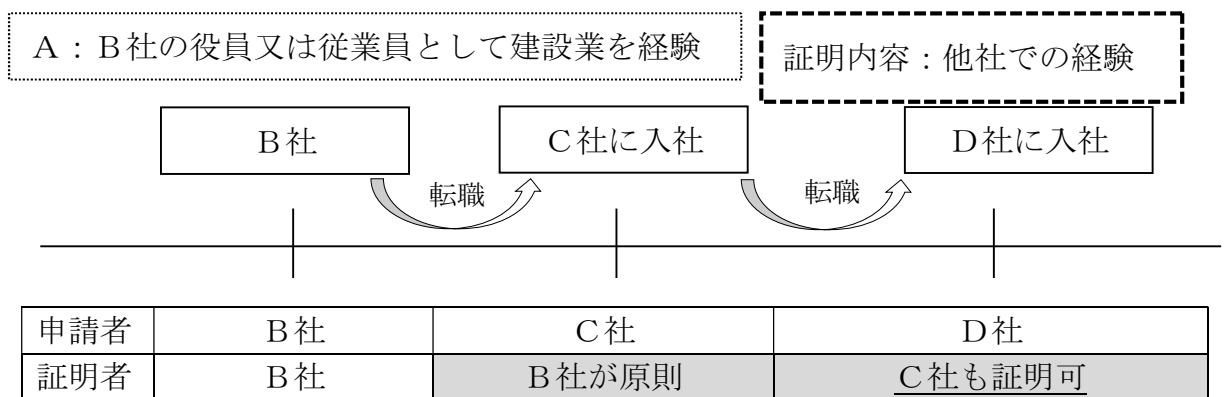 A：B社の役員又は従業員として建設業を経験
証明内容：他社での経験
B社
C社に入社
D社に入社
転職
転職
申請者 B社 C社 D社
証明者 B社 B社が原則 C社も証明可